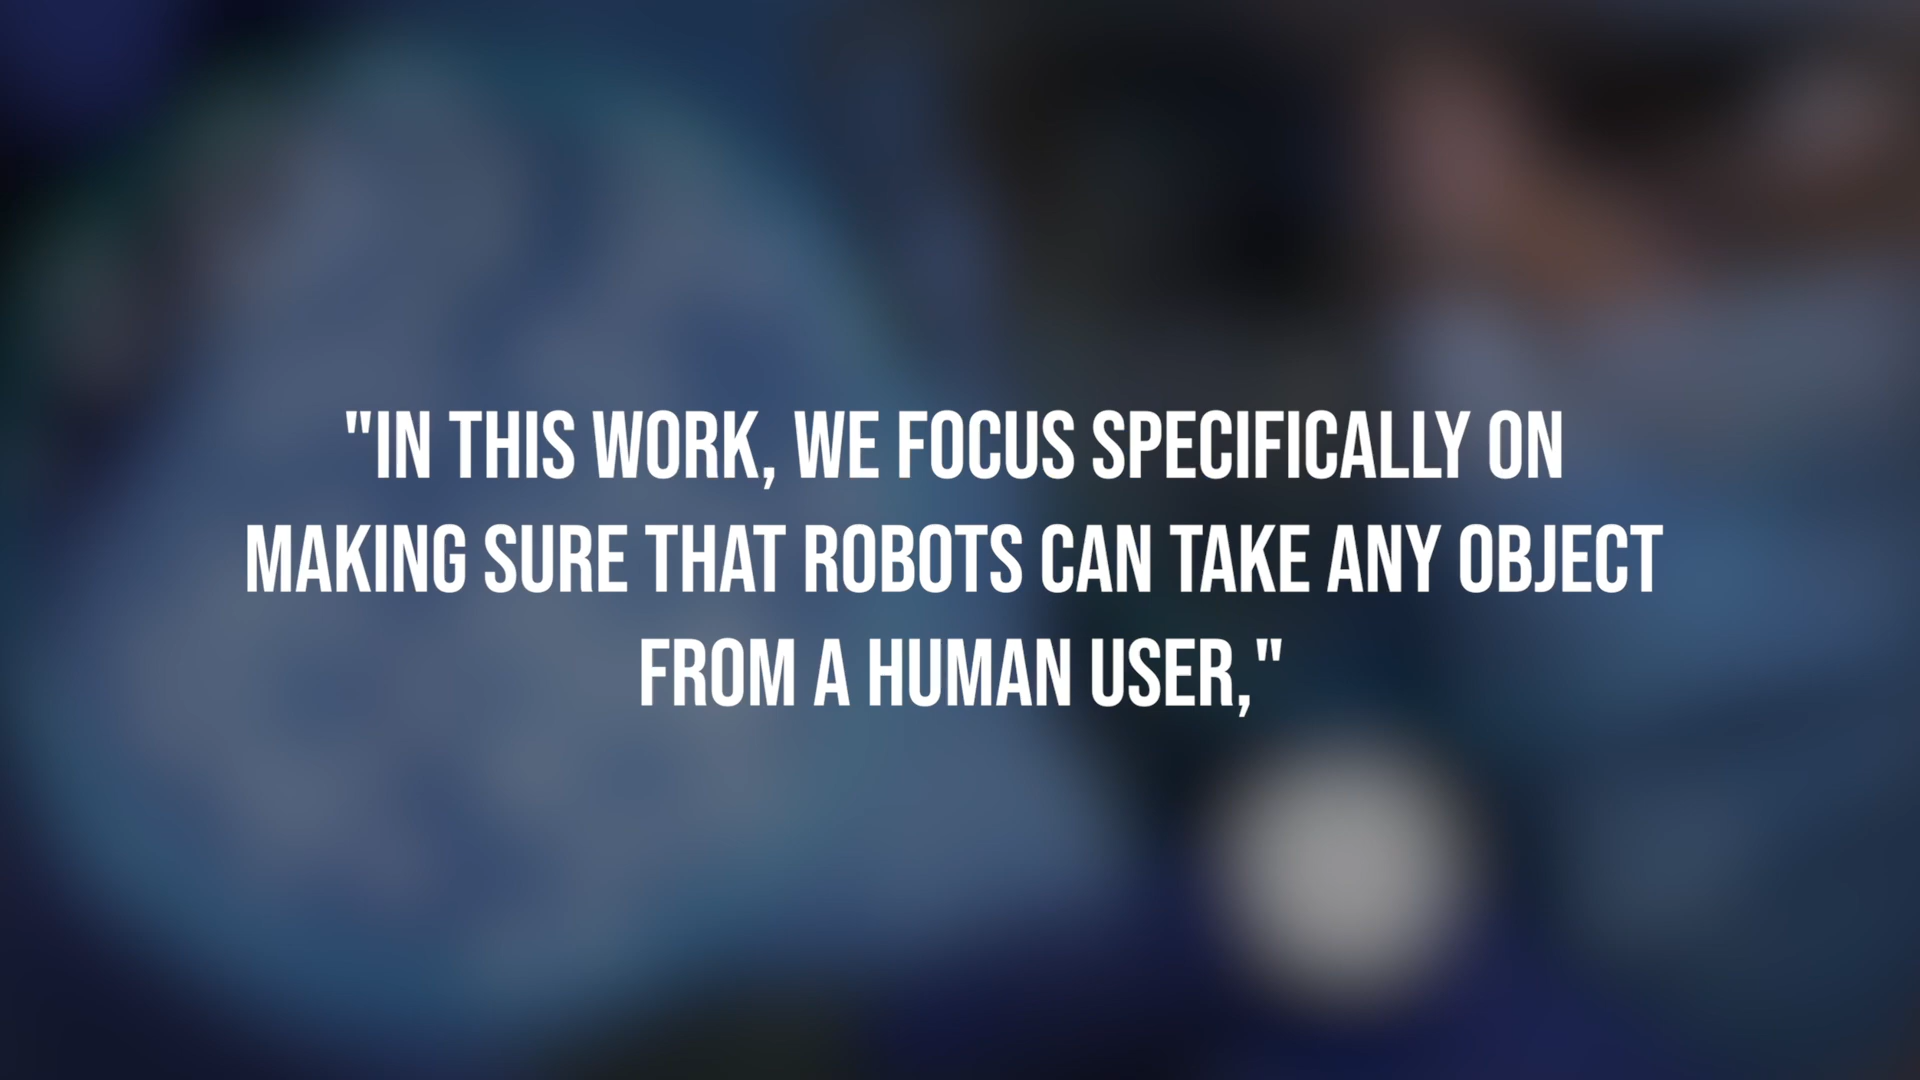 "IN THIS WORK, WE FOCUS SPECIFICALLY ON
MAKING SURE THAT ROBOTS CAN TAKE ANY OBJECT
FROM A HUMAN USER,"